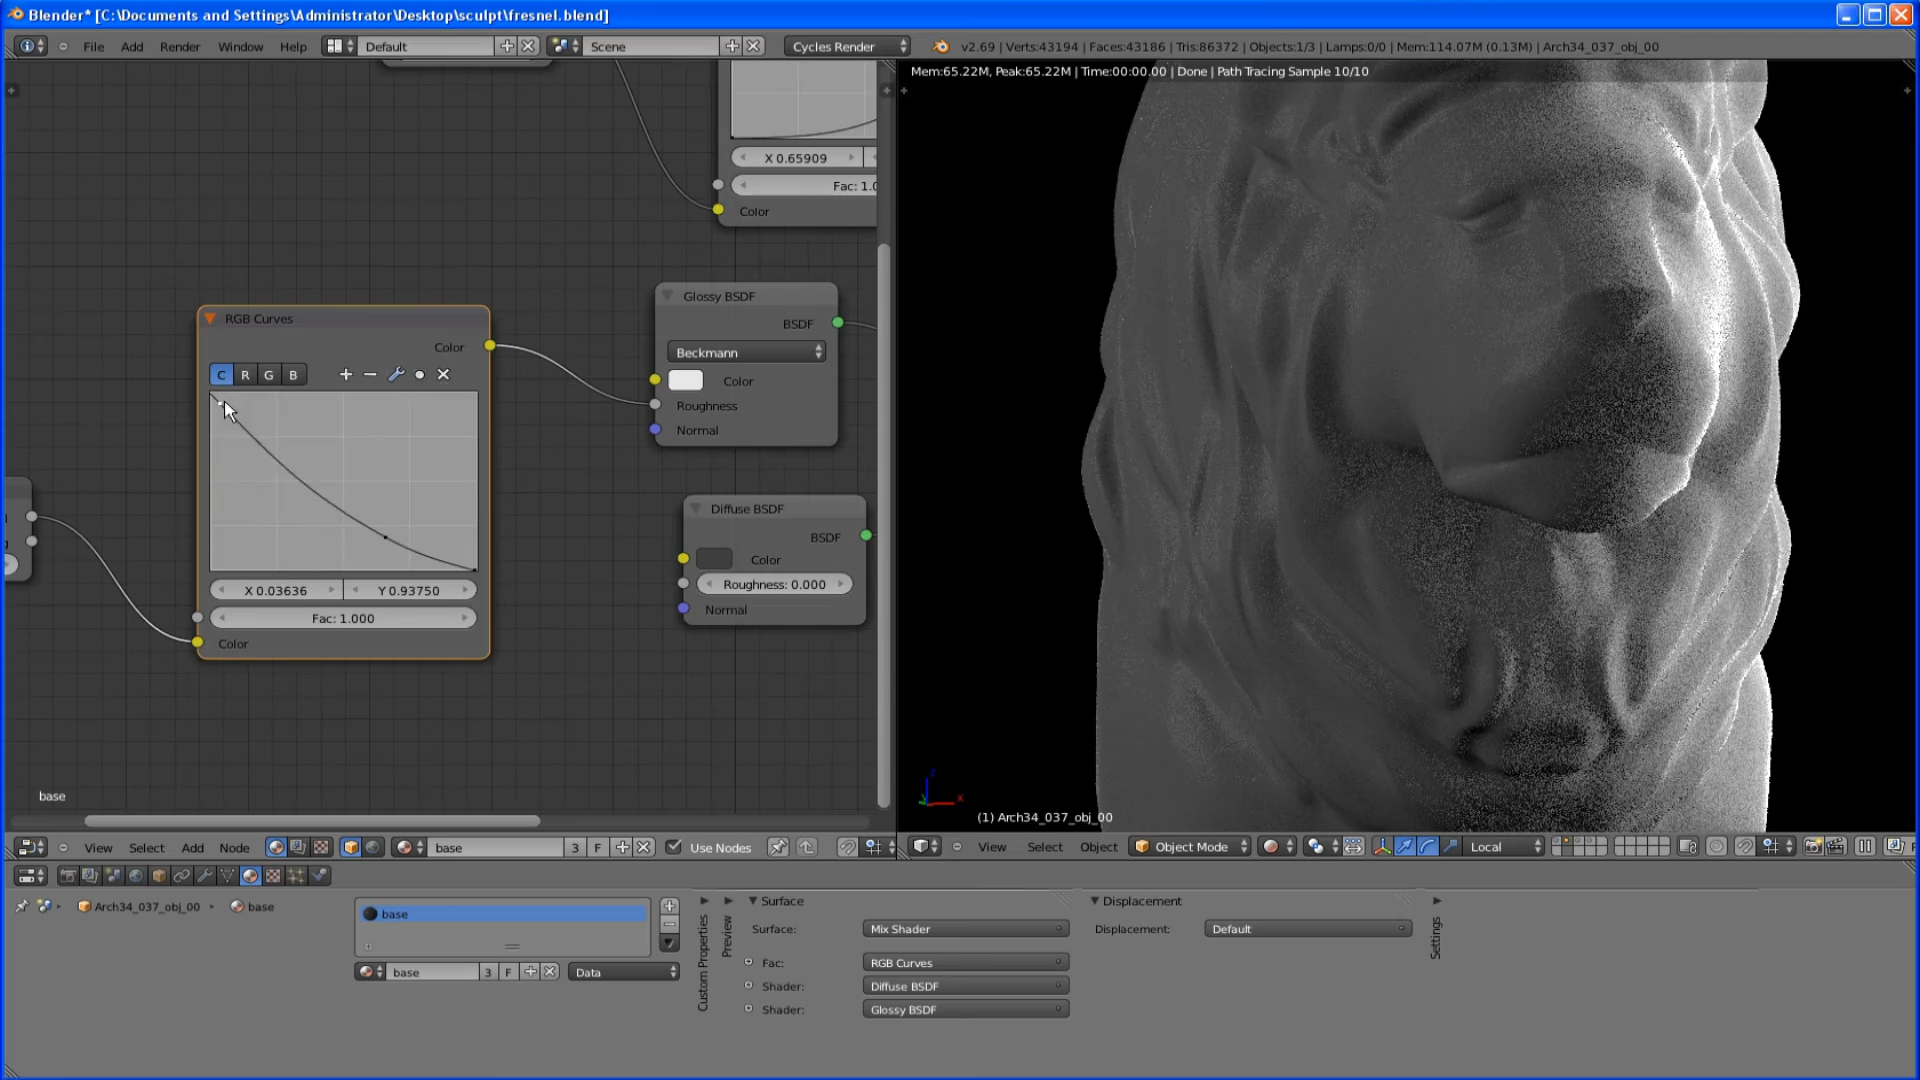 Blender* [C:\Documents and Settings\Administrator\Desktop\sculpt\fresnel.blend]
File Add Render Window Help Default Scene Cycles Render v2.69 | Verts:43194 | Faces:43186 | Tris:86372 | Objects:1/3 | Lamps:0/0 | Mem:114.07M (0.13M) | Arch34_037_obj_00
Mem:65.22M, Peak:65.22M | Time:00:00.00 | Done | Path Tracing Sample 10/10
X 0.65909
Fac: 1.0
Color
Glossy BSDF
BSDF
Beckmann
Color
Roughness
Normal
RGB Curves
Color
C R G B
X 0.03636 Y 0.93750
Fac: 1.000
Color
Diffuse BSDF
BSDF
Color
Roughness: 0.000
Normal
base
(1) Arch34_037_obj_00
View Select Add Node base 3 F Use Nodes
View Select Object Object Mode Local
Arch34_037_obj_00 base
base
base 3 F Data
Custom Properties
Preview
Surface
Surface: Mix Shader
Fac: RGB Curves
Shader: Diffuse BSDF
Shader: Glossy BSDF
Displacement
Displacement: Default
Settings